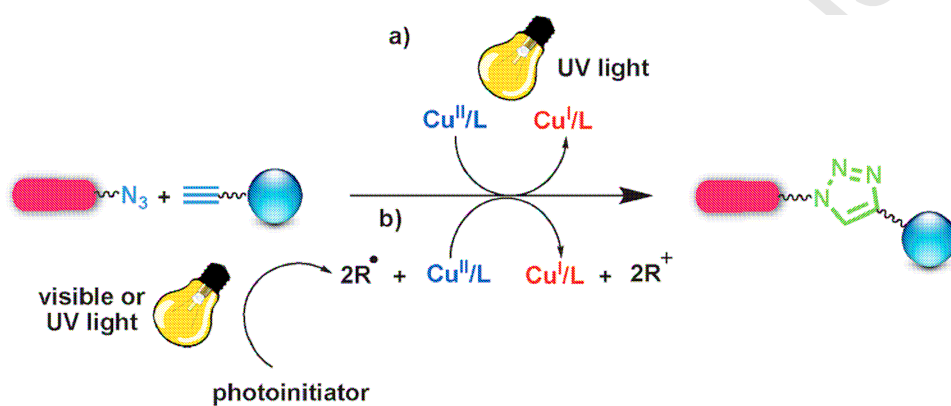 a)
UV light
Cu^II/L Cu^I/L
N₃ +
b)
2R• + Cu^II/L Cu^I/L + 2R⁺
visible or
UV light
photoinitiator
N N N